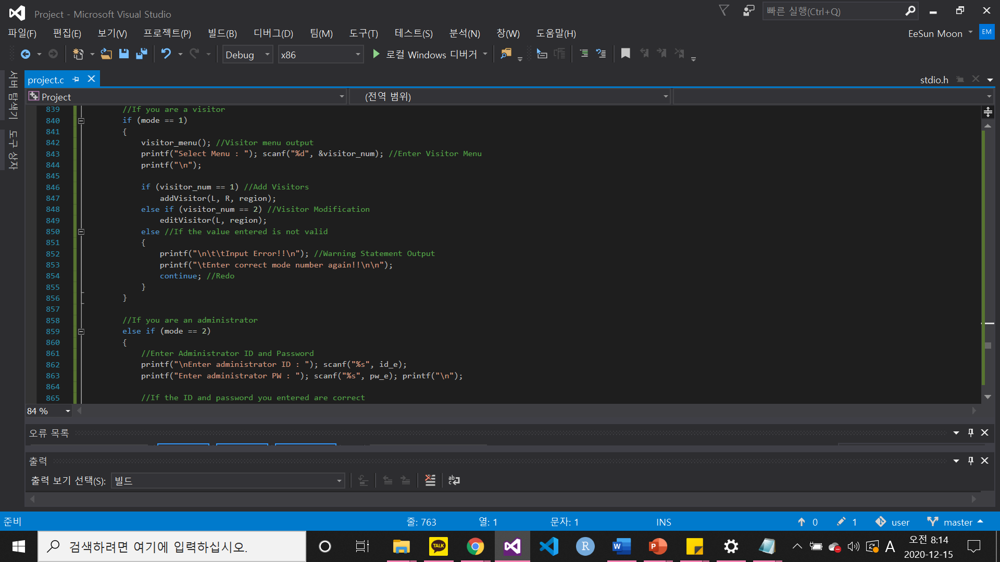 Project - Microsoft Visual Studio
빠른 실행(Ctrl+Q)
파일(F) 편집(E) 보기(V) 프로젝트(P) 빌드(B) 디버그(D) 팀(M) 도구(T) 테스트(S) 분석(N) 창(W) 도움말(H)
EeSun Moon EM
Debug x86 로컬 Windows 디버거
서버 탐색기
도구 상자
project.c
stdio.h
Project (전역 범위)
839 //If you are a visitor
840 if (mode == 1)
841 {
842 visitor_menu(); //Visitor menu output
843 printf("Select Menu : "); scanf("%d", &visitor_num); //Enter Visitor Menu
844 printf("\n");
845
846 if (visitor_num == 1) //Add Visitors
847 addVisitor(L, R, region);
848 else if (visitor_num == 2) //Visitor Modification
849 editVisitor(L, region);
850 else //If the value entered is not valid
851 {
852 printf("\n\t\tInput Error!!\n"); //Warning Statement Output
853 printf("\tEnter correct mode number again!!\n\n");
854 continue; //Redo
855 }
856 }
857
858 //If you are an administrator
859 else if (mode == 2)
860 {
861 //Enter Administrator ID and Password
862 printf("\nEnter administrator ID : "); scanf("%s", id_e);
863 printf("Enter administrator PW : "); scanf("%s", pw_e); printf("\n");
864
865 //If the ID and password you entered are correct
84 %
오류 목록
출력
출력 보기 선택(S): 빌드
준비 줄: 763 열: 1 문자: 1 INS 0 1 user master
검색하려면 여기에 입력하십시오.
TALK
R
W
P
A
오전 8:14
2020-12-15